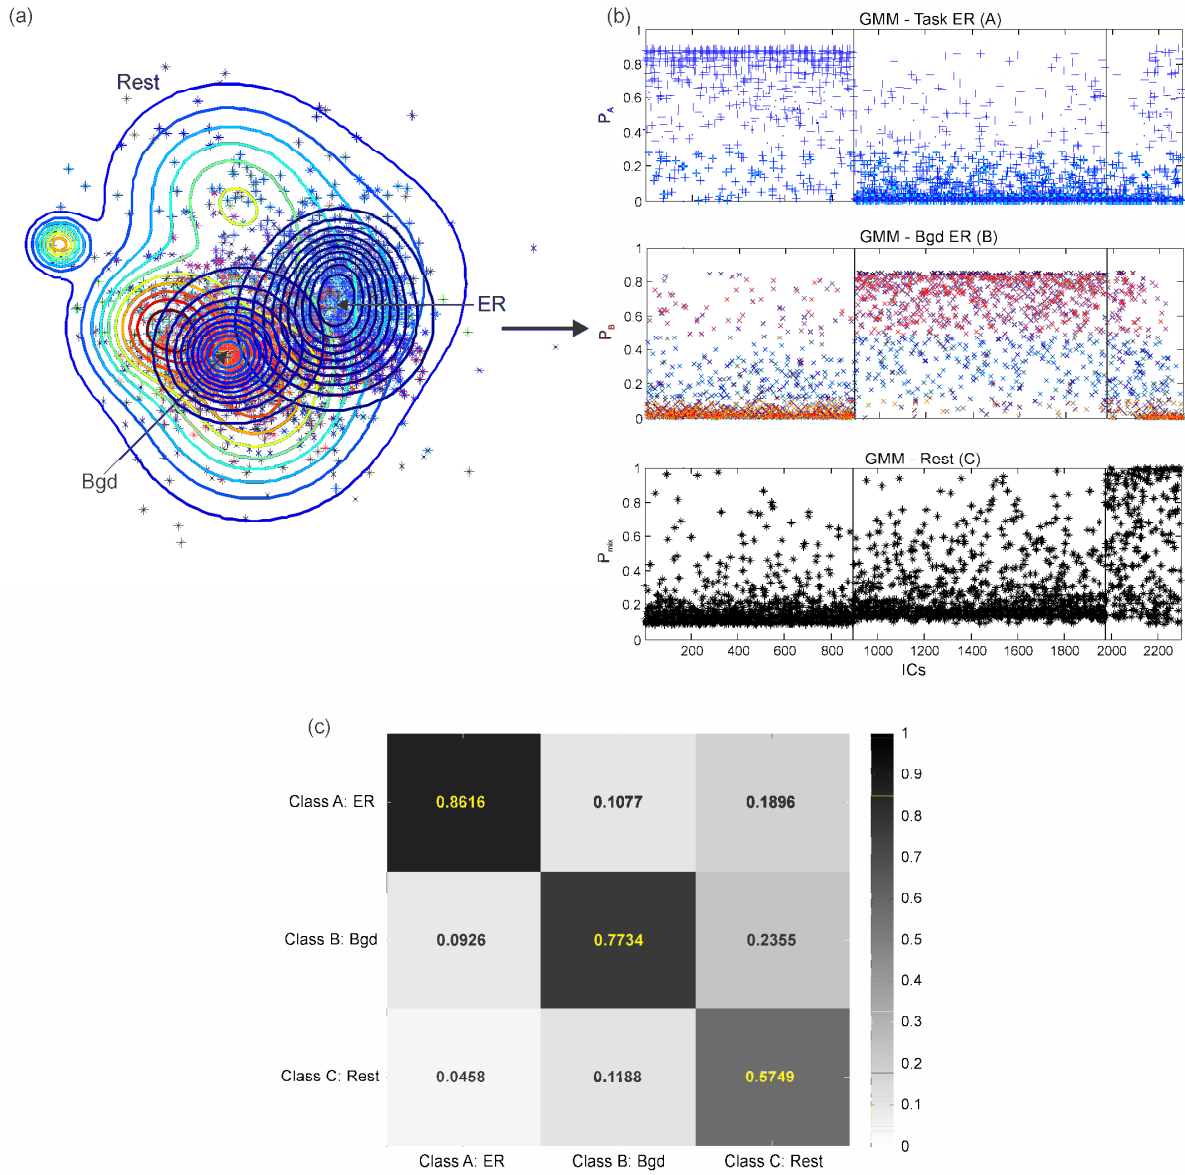 (a)
Rest
ER
Bgd
(b)
GMM - Task ER (A)
P_A
1
0.8
0.6
0.4
0.2
0
GMM - Bgd ER (B)
P_B
1
0.8
0.6
0.4
0.2
0
GMM - Rest (C)
P_mix
1
0.8
0.6
0.4
0.2
0
200 400 600 800 1000 1200 1400 1600 1800 2000 2200
ICs
(c)
Class A: ER 0.8616 0.1077 0.1896
Class B: Bgd 0.0926 0.7734 0.2355
Class C: Rest 0.0458 0.1188 0.5749
Class A: ER Class B: Bgd Class C: Rest
1
0.9
0.8
0.7
0.6
0.5
0.4
0.3
0.2
0.1
0